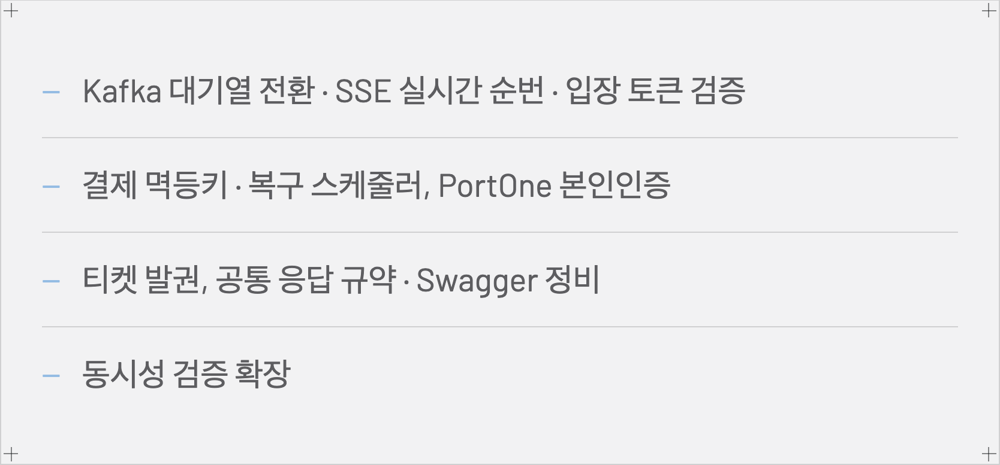 – Kafka 대기열 전환 · SSE 실시간 순번 · 입장 토큰 검증
– 결제 멱등키 · 복구 스케줄러, PortOne 본인인증
– 티켓 발권, 공통 응답 규약 · Swagger 정비
– 동시성 검증 확장